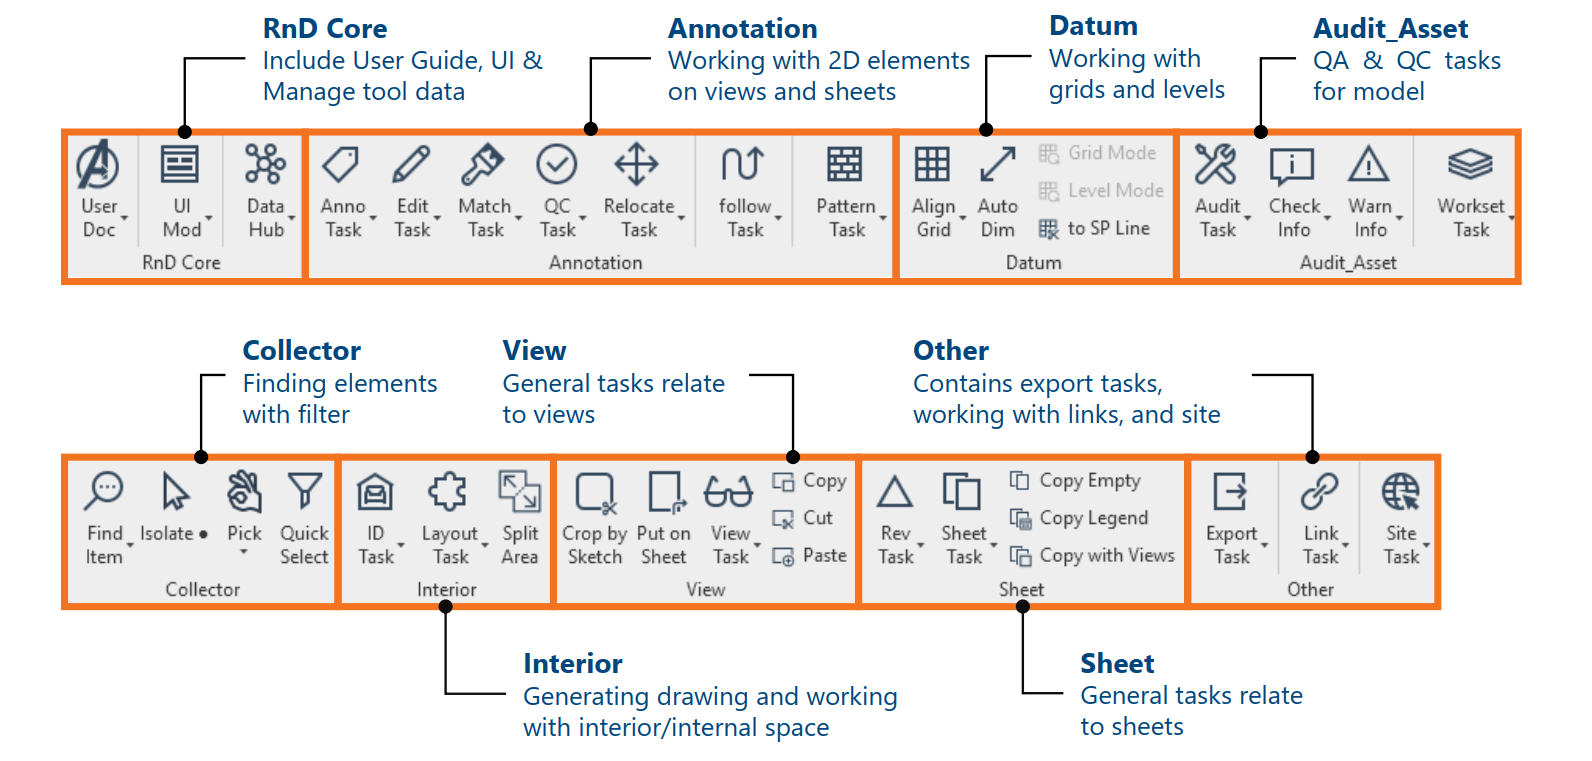 RnD Core
Include User Guide, UI &
Manage tool data
Annotation
Working with 2D elements
on views and sheets
Datum
Working with
grids and levels
Audit_Asset
QA & QC tasks
for model
User
Doc
UI
Mod
Data
Hub
RnD Core
Anno
Task
Edit
Task
Match
Task
QC
Task
Relocate
Task
follow
Task
Pattern
Task
Annotation
Align
Grid
Auto
Dim
Grid Mode
Level Mode
to SP Line
Datum
Audit
Task
Check
Info
Warn
Info
Workset
Task
Audit_Asset
Collector
Finding elements
with filter
View
General tasks relate
to views
Other
Contains export tasks,
working with links, and site
Find
Item
Isolate •
Pick
Quick
Select
Collector
ID
Task
Layout
Task
Split
Area
Interior
Crop by
Sketch
Put on
Sheet
View
Task
Copy
Cut
Paste
View
Rev
Task
Sheet
Task
Copy Empty
Copy Legend
Copy with Views
Sheet
Export
Task
Link
Task
Site
Task
Other
Interior
Generating drawing and working
with interior/internal space
Sheet
General tasks relate
to sheets